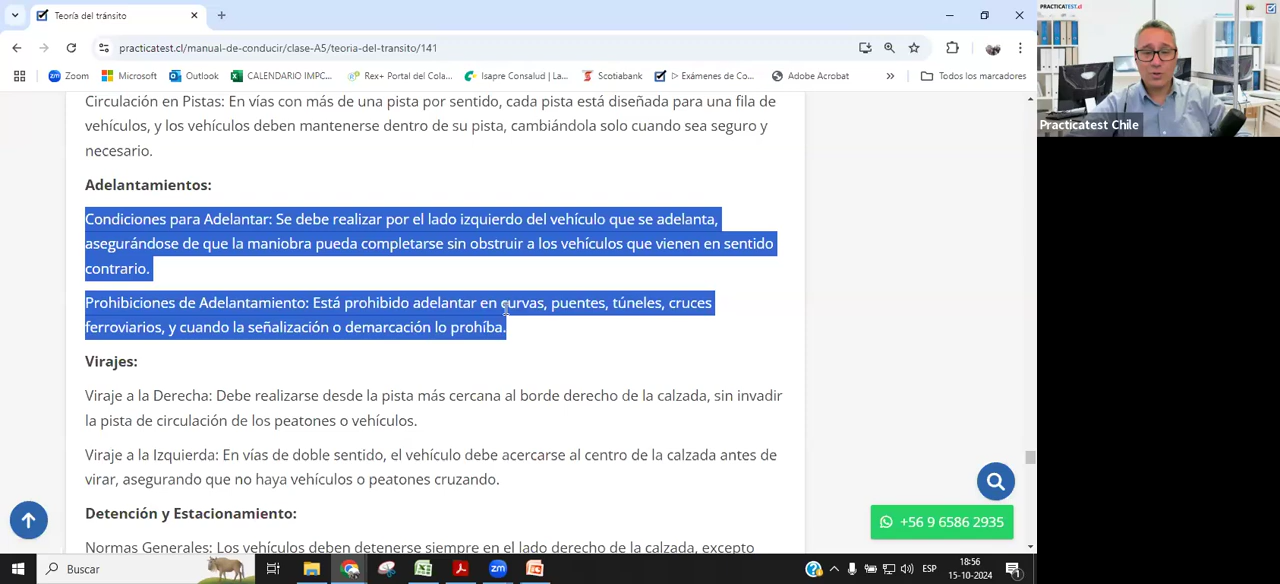 Teoría del tránsito
practicatest.cl/manual-de-conducir/clase-A5/teoria-del-transito/141
Zoom
Microsoft
Outlook
CALENDARIO IMPC...
Rex+ Portal del Cola...
Isapre Consalud | La...
Scotiabank
▷ Exámenes de Co...
Adobe Acrobat
»
Todos los marcadores
Circulación en Pistas: En vías con más de una pista por sentido, cada pista está diseñada para una fila de
vehículos, y los vehículos deben mantenerse dentro de su pista, cambiándola solo cuando sea seguro y
necesario.
Adelantamientos:
Condiciones para Adelantar: Se debe realizar por el lado izquierdo del vehículo que se adelanta,
asegurándose de que la maniobra pueda completarse sin obstruir a los vehículos que vienen en sentido
contrario.
Prohibiciones de Adelantamiento: Está prohibido adelantar en curvas, puentes, túneles, cruces
ferroviarios, y cuando la señalización o demarcación lo prohíba.
Virajes:
Viraje a la Derecha: Debe realizarse desde la pista más cercana al borde derecho de la calzada, sin invadir
la pista de circulación de los peatones o vehículos.
Viraje a la Izquierda: En vías de doble sentido, el vehículo debe acercarse al centro de la calzada antes de
virar, asegurando que no haya vehículos o peatones cruzando.
Detención y Estacionamiento:
Normas Generales: Los vehículos deben detenerse siempre en el lado derecho de la calzada, excepto
+56 9 6586 2935
PRACTICATEST.cl
Practicatest Chile
Buscar
ESP
18:56
15-10-2024